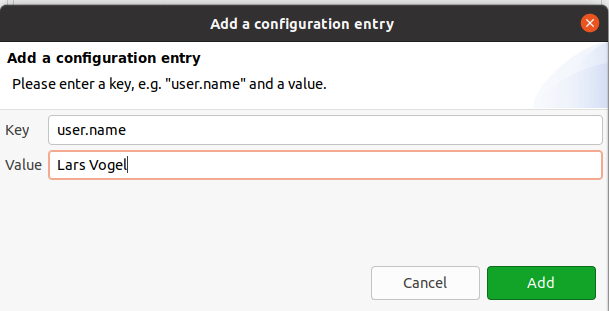 Add a configuration entry
Add a configuration entry
Please enter a key, e.g. "user.name" and a value.
Key user.name
Value Lars Vogel
Cancel Add